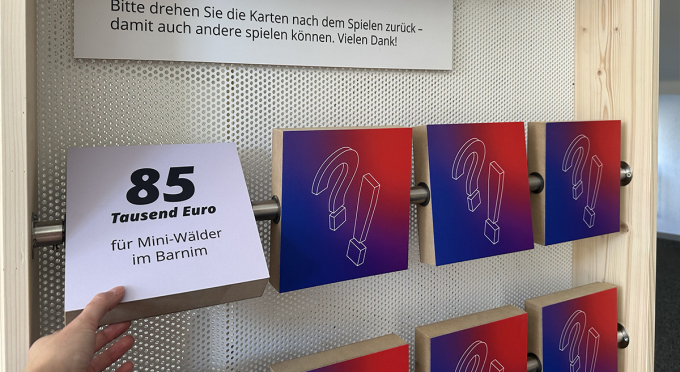 Bitte drehen Sie die Karten nach dem Spielen zurück –
damit auch andere spielen können. Vielen Dank!
85
Tausend Euro
für Mini-Wälder
im Barnim
?!
?!
?!
?!
?!